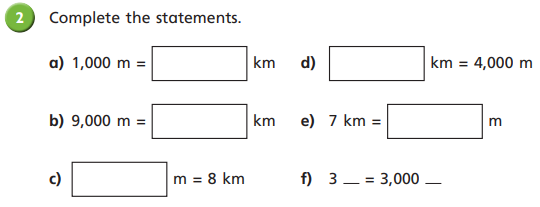 2 Complete the statements.
a) 1,000 m = km d) km = 4,000 m
b) 9,000 m = km e) 7 km = m
c) m = 8 km f) 3 __ = 3,000 __